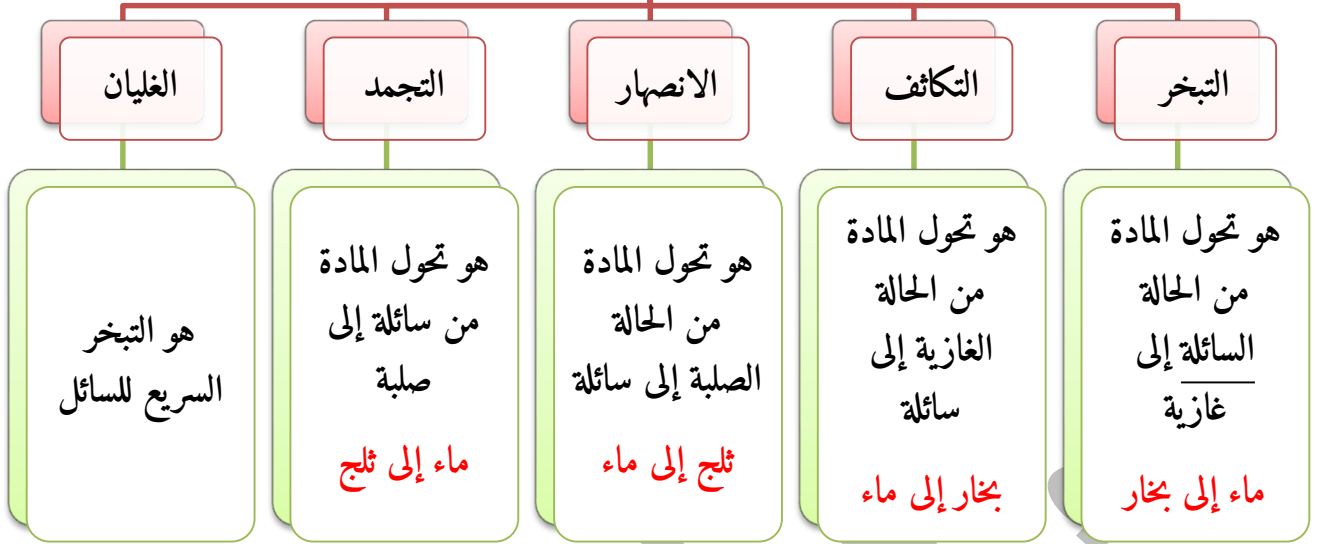 التبخر
هو تحول المادة
من الحالة
السائلة إلى
غازية
ماء إلى بخار
التكاثف
هو تحول المادة
من الحالة
الغازية إلى
سائلة
بخار إلى ماء
الانصهار
هو تحول المادة
من الحالة
الصلبة إلى سائلة
ثلج إلى ماء
التجمد
هو تحول المادة
من سائلة إلى
صلبة
ماء إلى ثلج
الغليان
هو التبخر
السريع للسائل